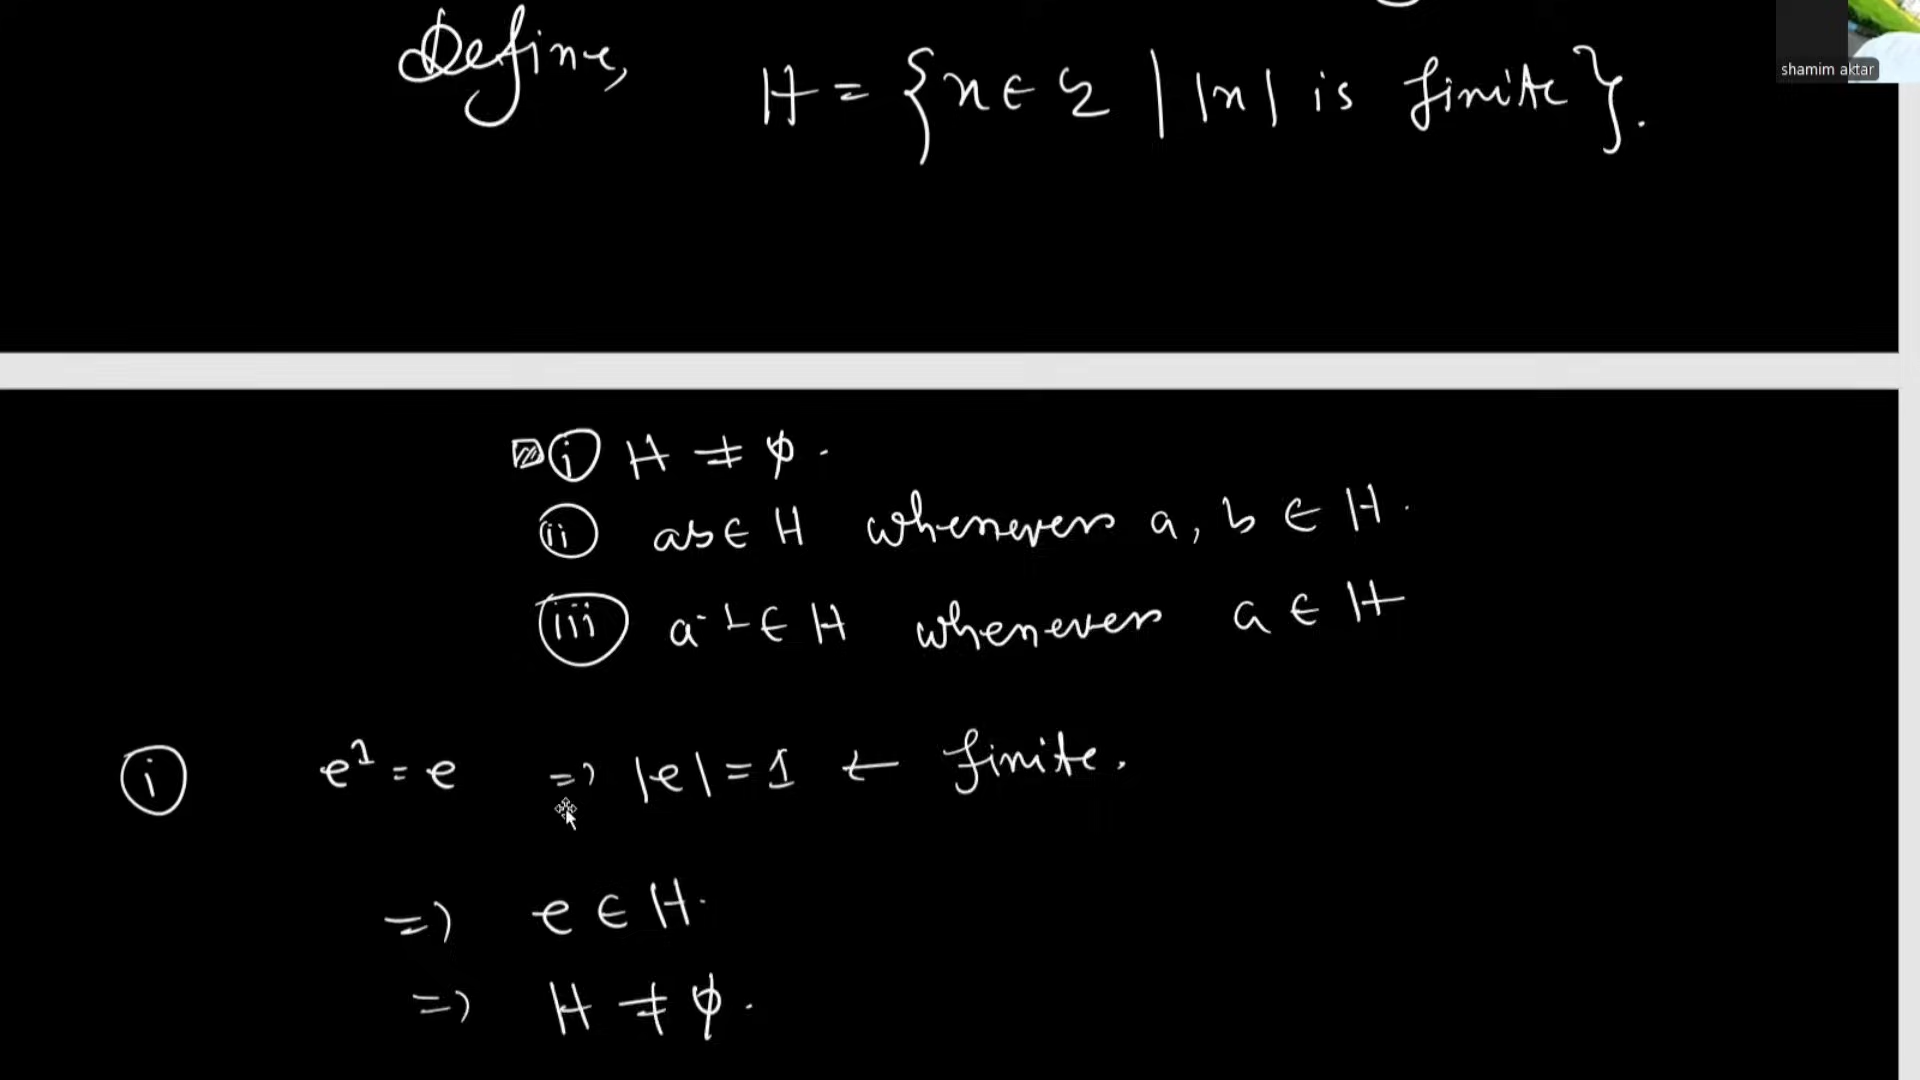 shamim aktar
Define, H = {x ∈ G | |x| is finite}.
(i) H ≠ φ.
(ii) ab ∈ H whenever a, b ∈ H.
(iii) a⁻¹ ∈ H whenever a ∈ H
(i) e¹ = e => |e| = 1 ← finite.
=> e ∈ H.
=> H ≠ φ.